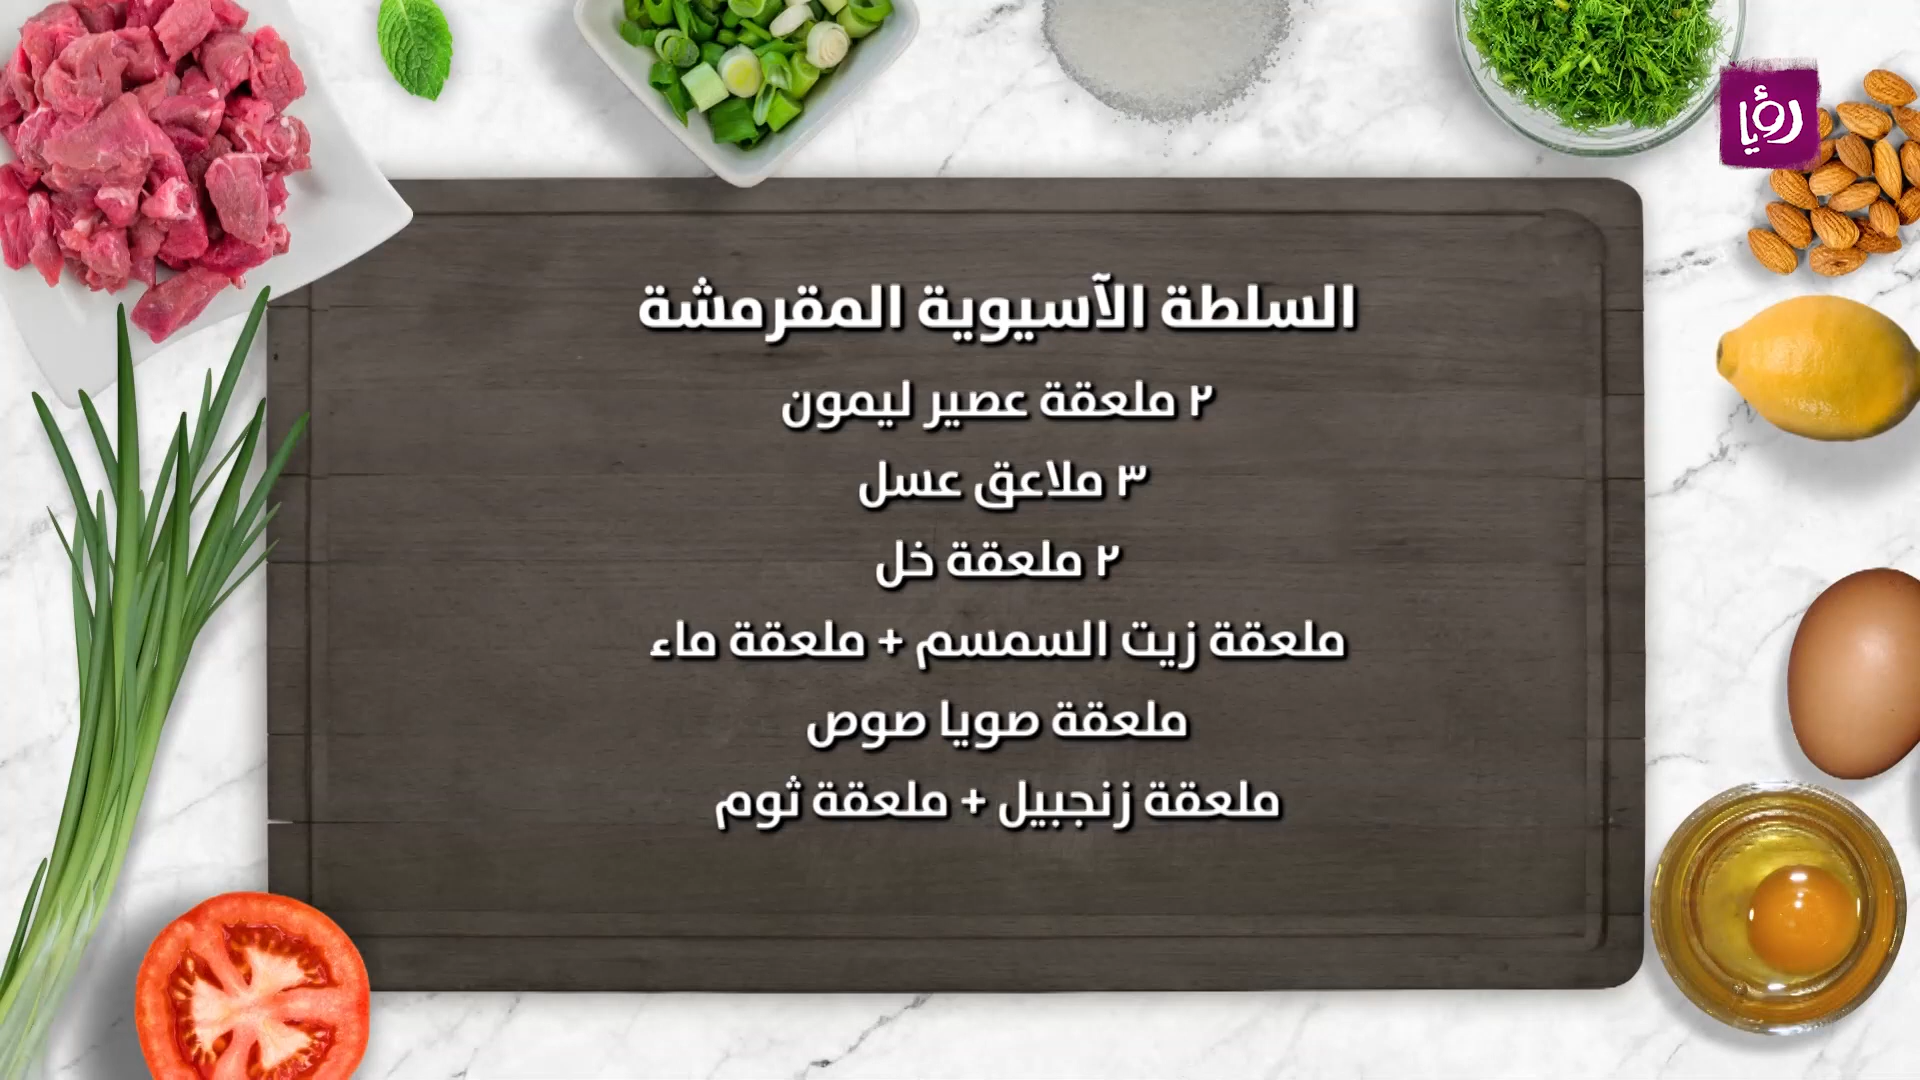 رؤيا
السلطة الآسيوية المقرمشة
٢ ملعقة عصير ليمون
٣ ملاعق عسل
٢ ملعقة خل
ملعقة زيت السمسم + ملعقة ماء
ملعقة صويا صوص
ملعقة زنجبيل + ملعقة ثوم